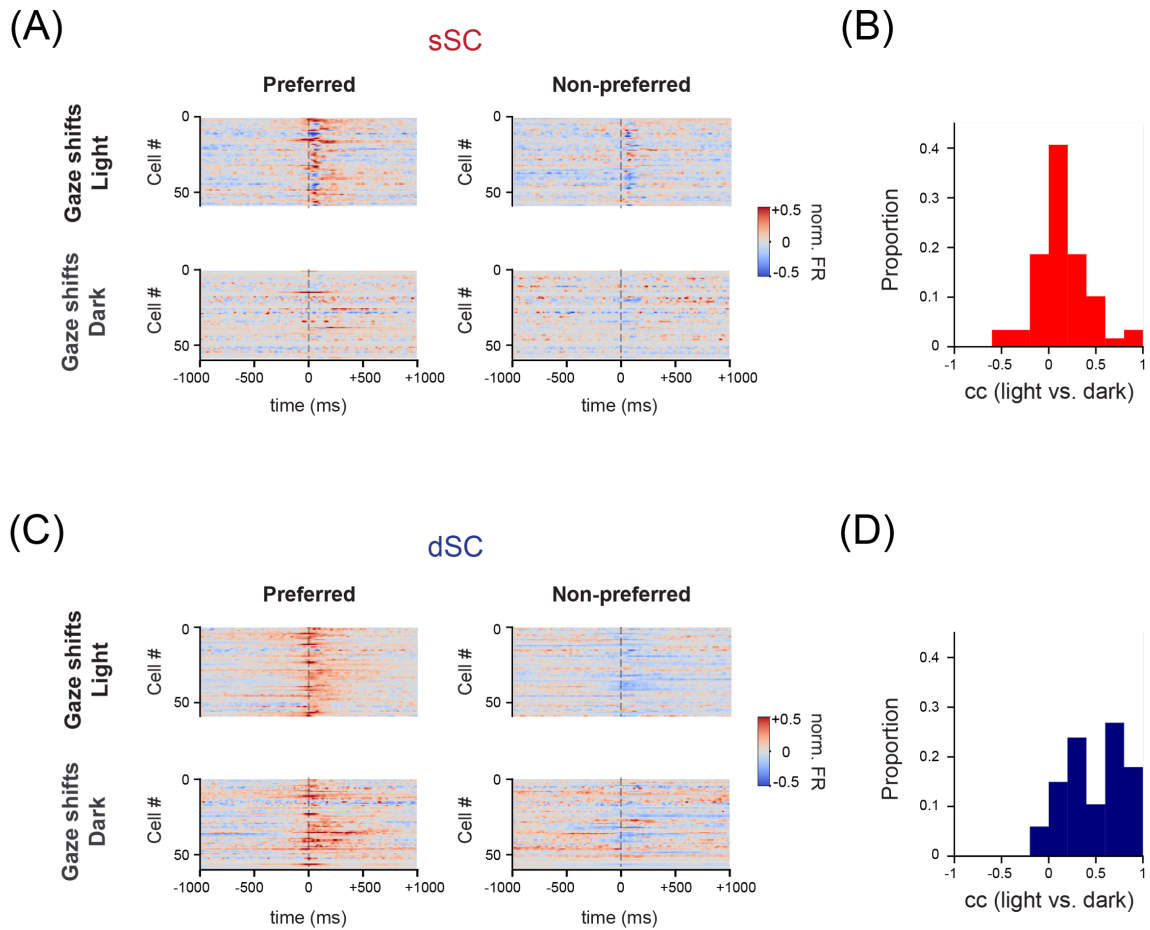 (A)
sSC
Preferred
Non-preferred
Gaze shifts
Light
Cell #
0
50
Cell #
0
50
+0.5
0
-0.5
norm. FR
Gaze shifts
Dark
Cell #
0
50
-1000
-500
0
+500
+1000
time (ms)
Cell #
0
50
-1000
-500
0
+500
+1000
time (ms)
(B)
Proportion
0.4
0.3
0.2
0.1
0
-1
-0.5
0
0.5
1
cc (light vs. dark)
(C)
dSC
Preferred
Non-preferred
Gaze shifts
Light
Cell #
0
50
Cell #
0
50
+0.5
0
-0.5
norm. FR
Gaze shifts
Dark
Cell #
0
50
-1000
-500
0
+500
+1000
time (ms)
Cell #
0
50
-1000
-500
0
+500
+1000
time (ms)
(D)
Proportion
0.4
0.3
0.2
0.1
0
-1
-0.5
0
0.5
1
cc (light vs. dark)